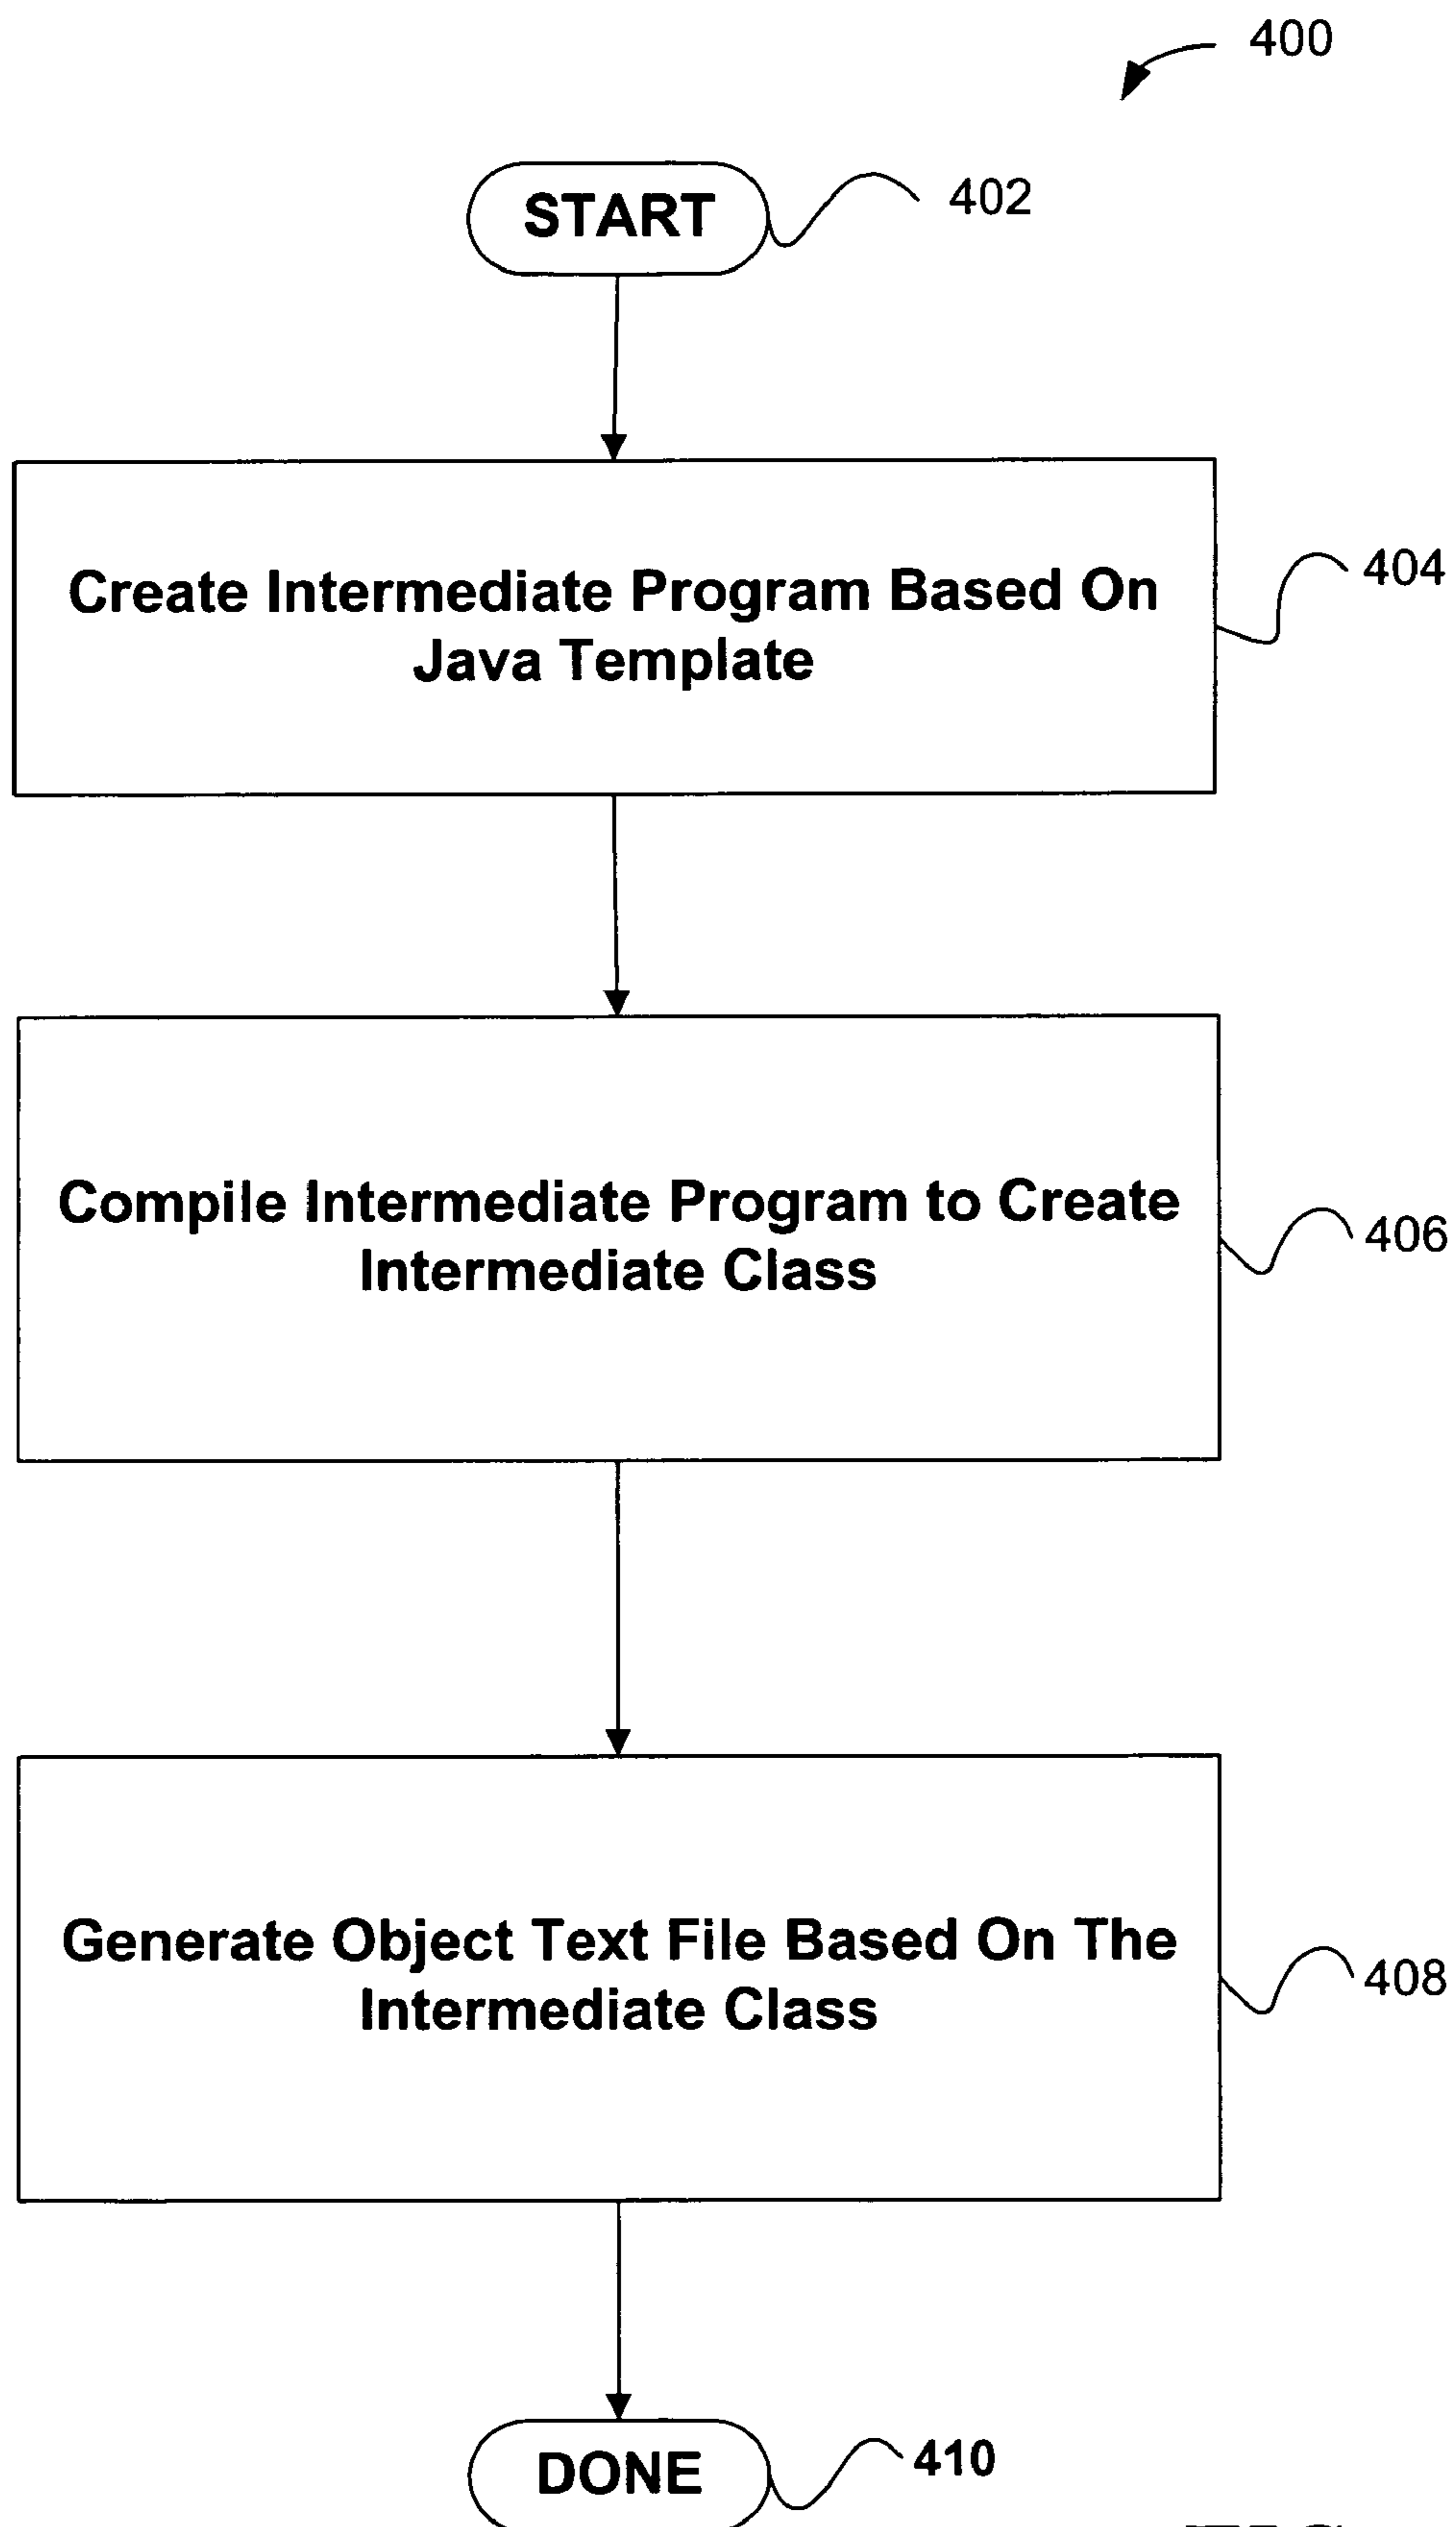 400
START
402
Create Intermediate Program Based On
Java Template
404
Compile Intermediate Program to Create
Intermediate Class
406
Generate Object Text File Based On The
Intermediate Class
408
DONE
410